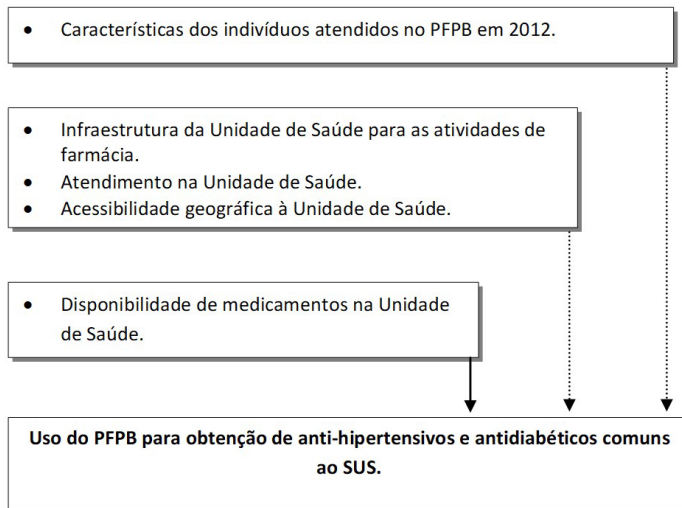 • Características dos indivíduos atendidos no PFPB em 2012.
• Infraestrutura da Unidade de Saúde para as atividades de
farmácia.
• Atendimento na Unidade de Saúde.
• Acessibilidade geográfica à Unidade de Saúde.
• Disponibilidade de medicamentos na Unidade
de Saúde.
Uso do PFPB para obtenção de anti-hipertensivos e antidiabéticos comuns
ao SUS.